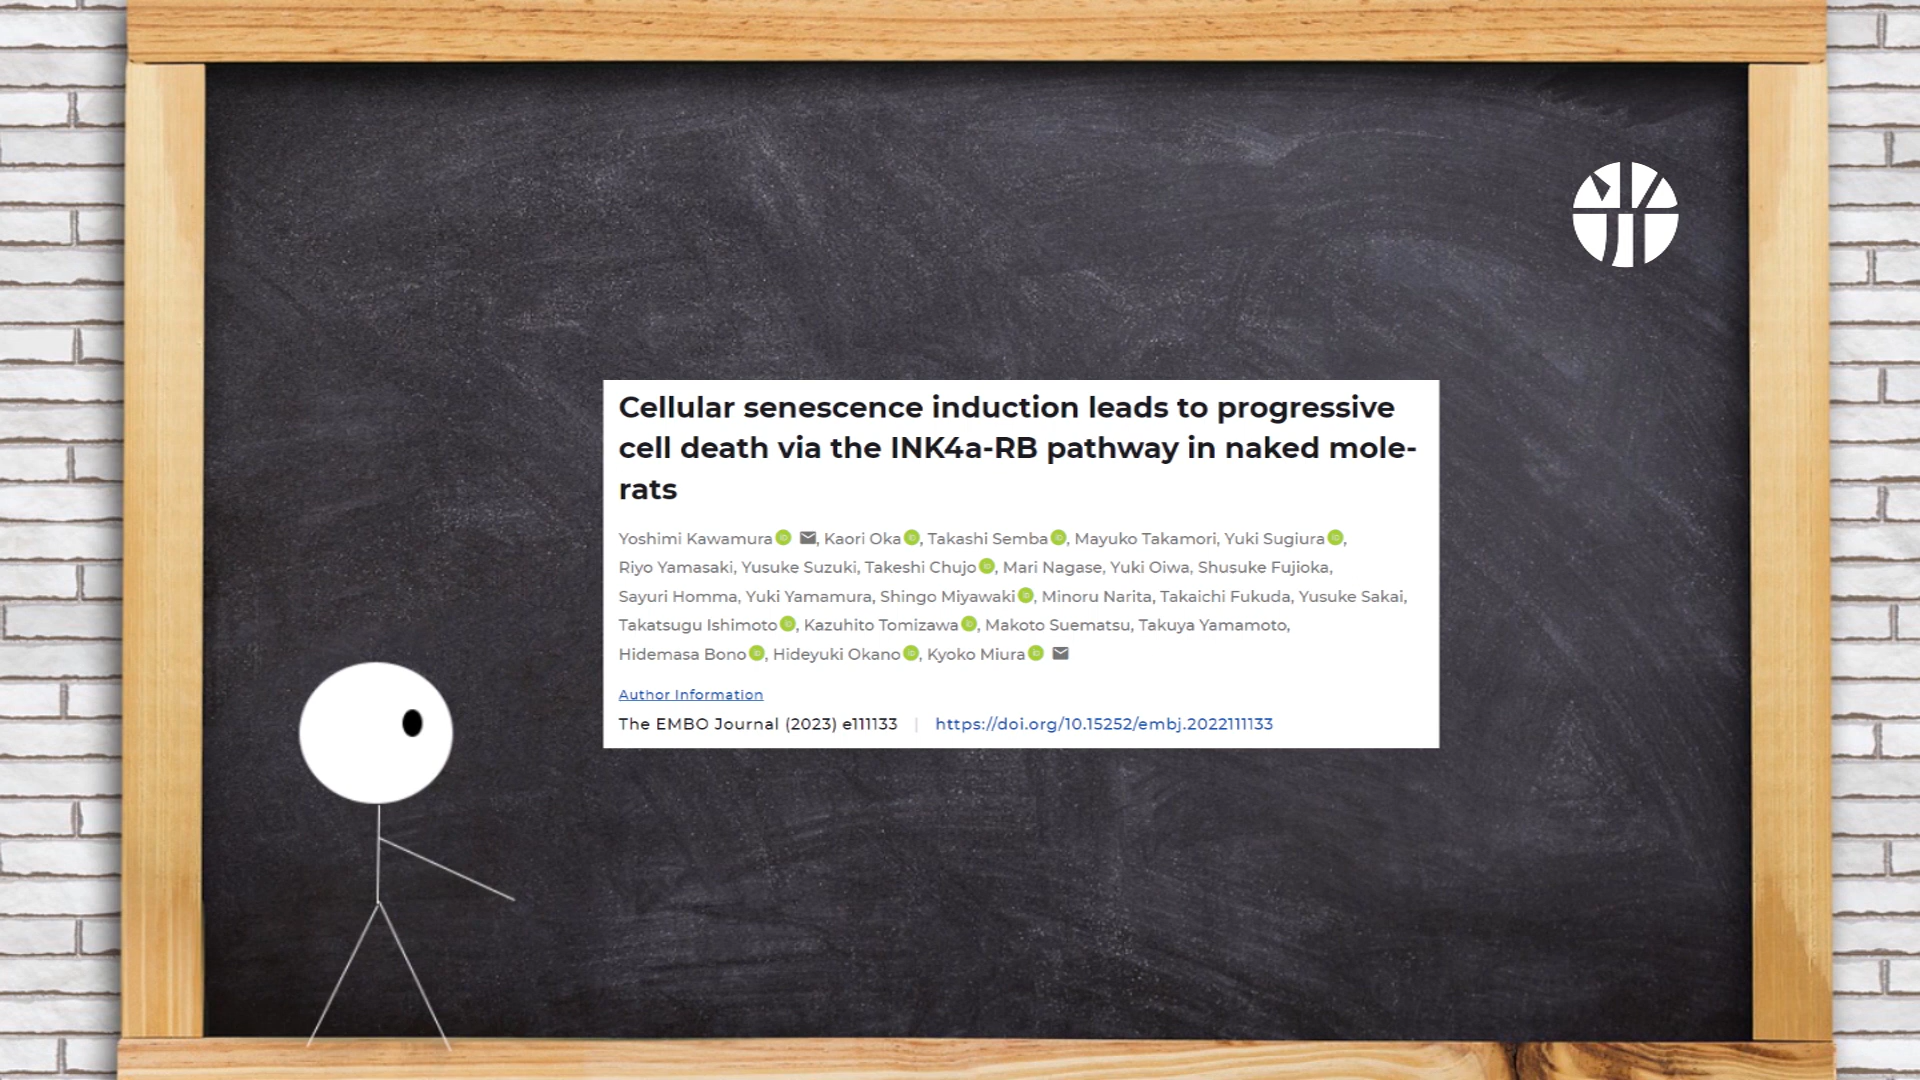 Cellular senescence induction leads to progressive
cell death via the INK4a-RB pathway in naked mole-
rats
Yoshimi Kawamura, Kaori Oka, Takashi Semba, Mayuko Takamori, Yuki Sugiura,
Riyo Yamasaki, Yusuke Suzuki, Takeshi Chujo, Mari Nagase, Yuki Oiwa, Shusuke Fujioka,
Sayuri Homma, Yuki Yamamura, Shingo Miyawaki, Minoru Narita, Takaichi Fukuda, Yusuke Sakai,
Takatsugu Ishimoto, Kazuhito Tomizawa, Makoto Suematsu, Takuya Yamamoto,
Hidemasa Bono, Hideyuki Okano, Kyoko Miura
Author Information
The EMBO Journal (2023) e111133 | https://doi.org/10.15252/embj.2022111133